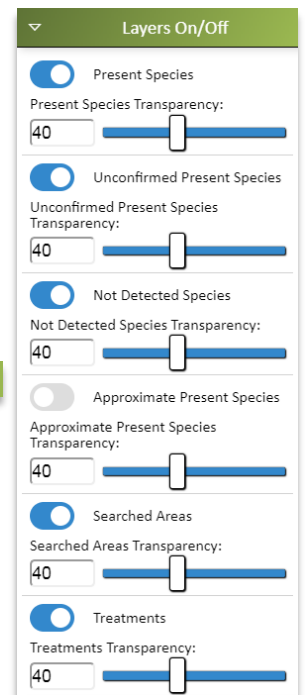 Layers On/Off
Present Species
Present Species Transparency:
40
Unconfirmed Present Species
Unconfirmed Present Species
Transparency:
40
Not Detected Species
Not Detected Species Transparency:
40
Approximate Present Species
Approximate Present Species
Transparency:
40
Searched Areas
Searched Areas Transparency:
40
Treatments
Treatments Transparency:
40